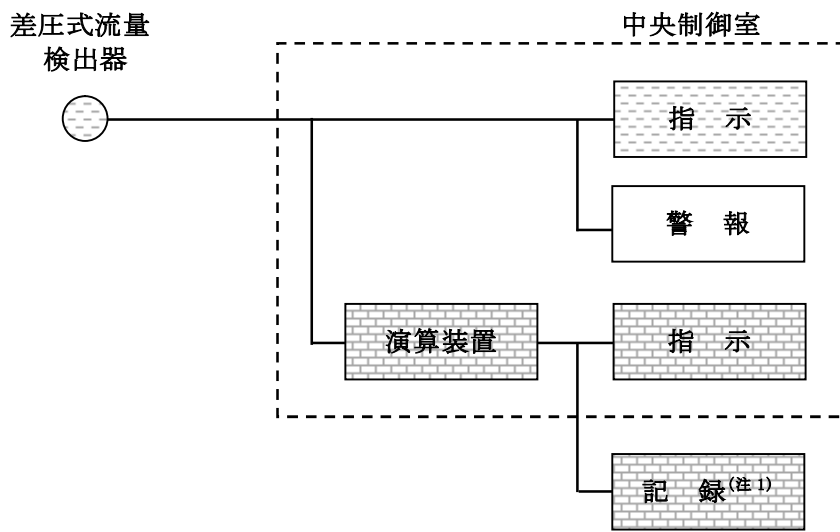 差圧式流量
検出器
中央制御室
指 示
警 報
演算装置
指 示
記 録(注1)